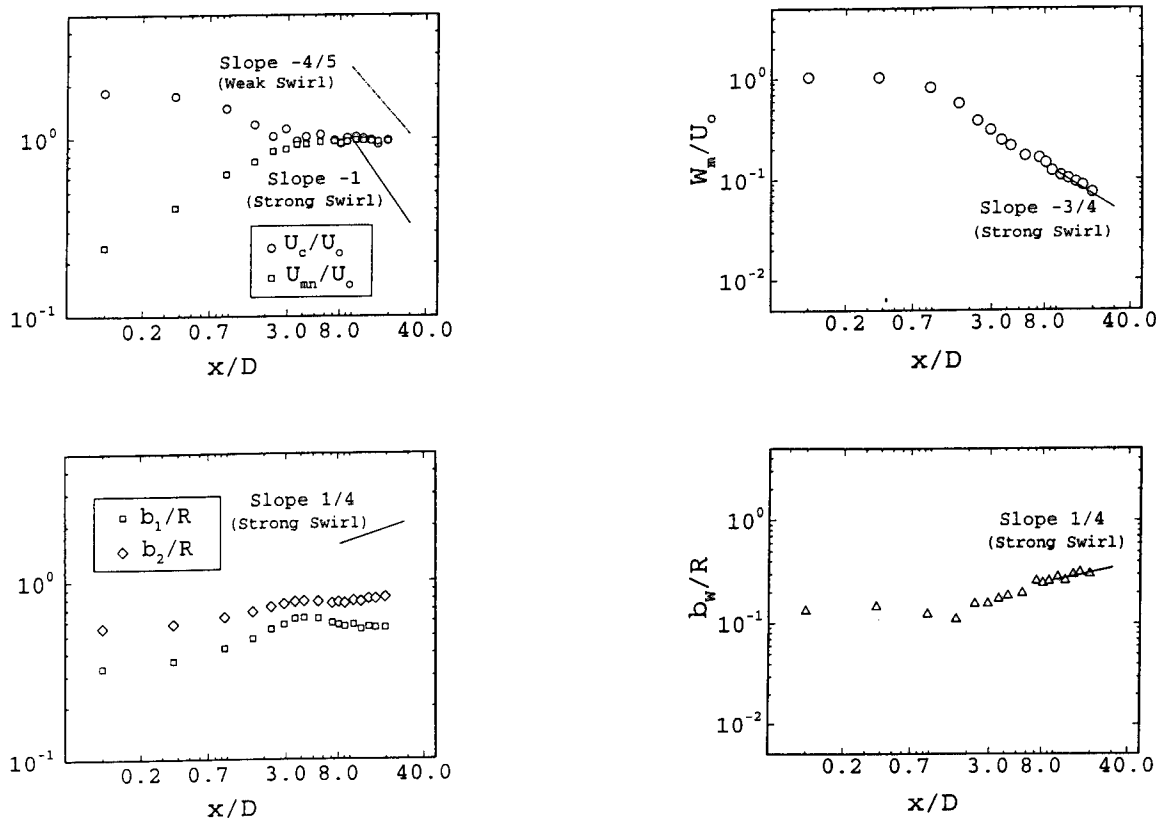 Slope -4/5
(Weak Swirl)
10^0
Slope -1
(Strong Swirl)
U_c/U_o
U_mn/U_o
10^-1
0.2 0.7 3.0 8.0 40.0
x/D
W_m/U_o
10^0
10^-1
Slope -3/4
(Strong Swirl)
10^-2
0.2 0.7 3.0 8.0 40.0
x/D
Slope 1/4
(Strong Swirl)
b_1/R
b_2/R
10^0
10^-1
0.2 0.7 3.0 8.0 40.0
x/D
b_W/R
10^0
Slope 1/4
(Strong Swirl)
10^-1
10^-2
0.2 0.7 3.0 8.0 40.0
x/D